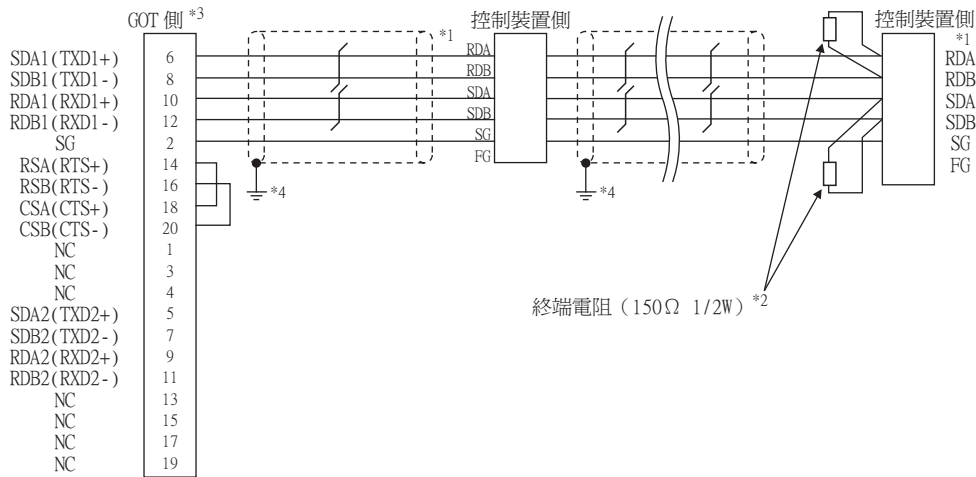 GOT 側 *3
控制裝置側
控制裝置側
*1
*1
SDA1(TXD1+) 6 RDA RDA
SDB1(TXD1-) 8 RDB RDB
RDA1(RXD1+) 10 SDA SDA
RDB1(RXD1-) 12 SDB SDB
SG 2 SG SG
FG FG
RSA(RTS+) 14
RSB(RTS-) 16
*4 *4
CSA(CTS+) 18
CSB(CTS-) 20
NC 1
NC 3
NC 4
終端電阻（150Ω 1/2W）*2
SDA2(TXD2+) 5
SDB2(TXD2-) 7
RDA2(RXD2+) 9
RDB2(RXD2-) 11
NC 13
NC 15
NC 17
NC 19